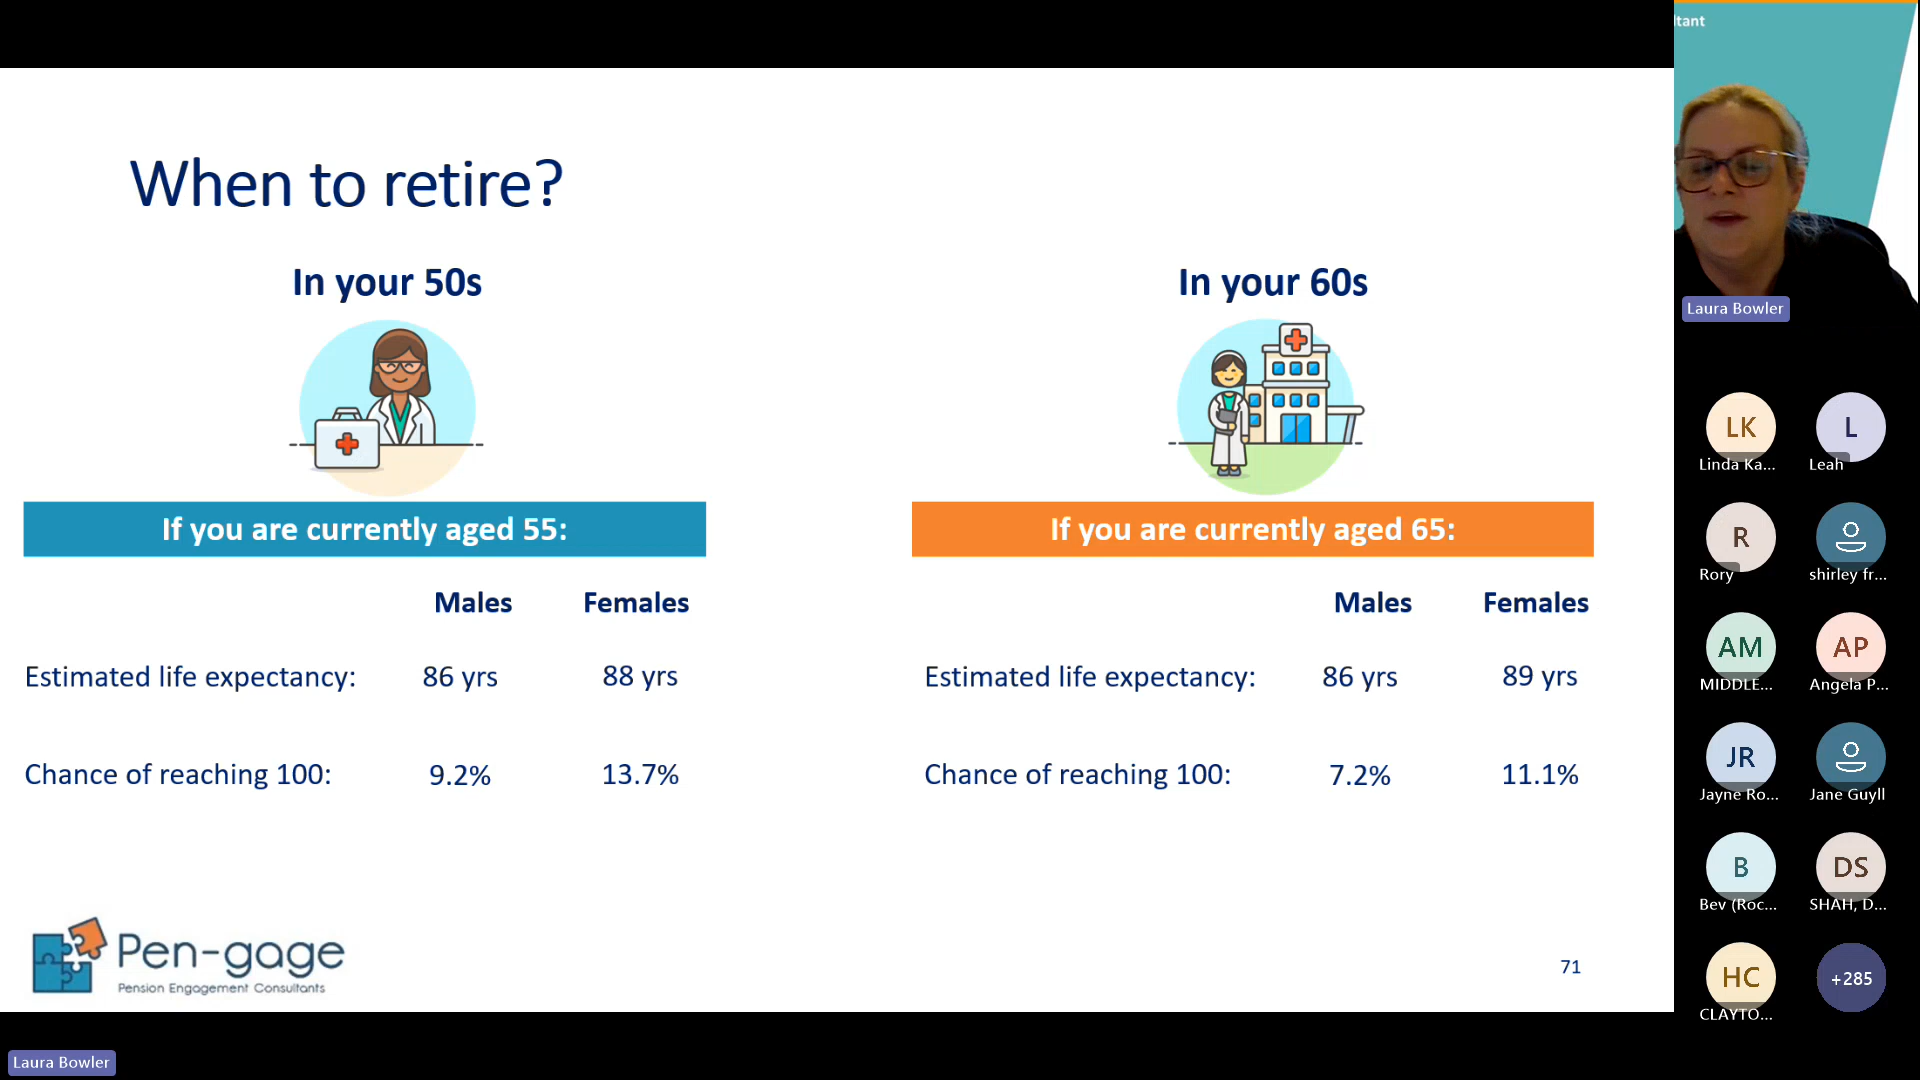 When to retire?
In your 50s
In your 60s
If you are currently aged 55:
If you are currently aged 65:
Males Females
Males Females
Estimated life expectancy: 86 yrs 88 yrs
Estimated life expectancy: 86 yrs 89 yrs
Chance of reaching 100: 9.2% 13.7%
Chance of reaching 100: 7.2% 11.1%
Pen-gage
Pension Engagement Consultants
71
Laura Bowler
ltant
Laura Bowler
LK
Linda Ka...
L
Leah
R
Rory
shirley fr...
AM
MIDDLE...
AP
Angela P...
JR
Jayne Ro...
Jane Guyll
B
Bev (Roc...
DS
SHAH, D...
HC
CLAYTO...
+285